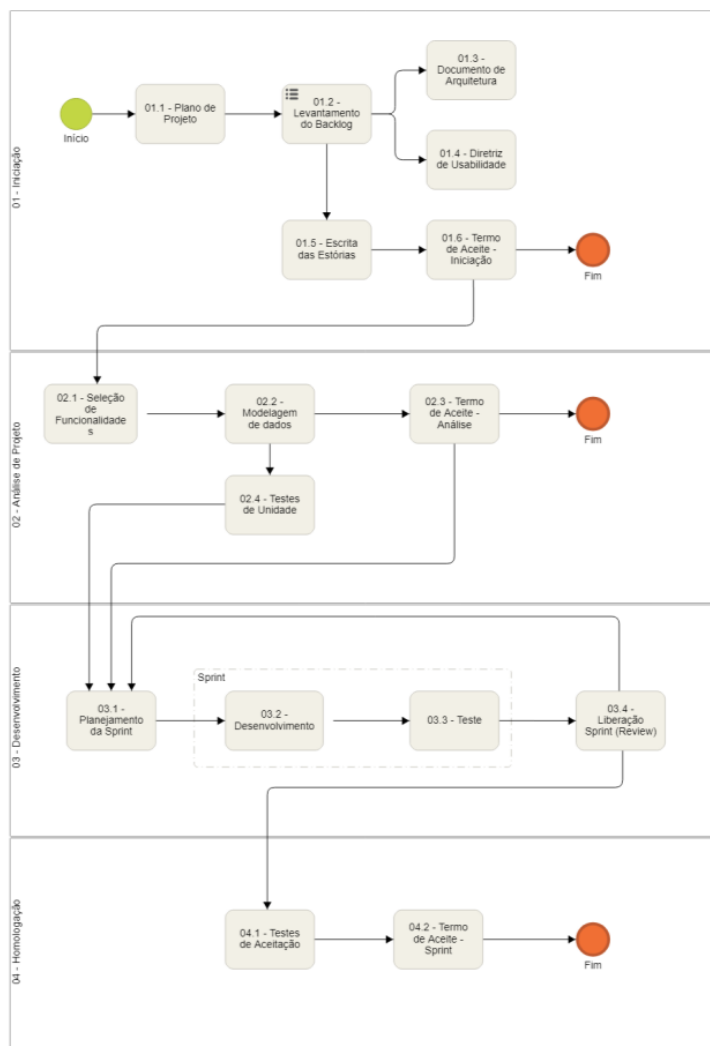 01 - Iniciação
Início
01.1 - Plano de
Projeto
01.2 -
Levantamento
do Backlog
01.3 -
Documento de
Arquitetura
01.4 - Diretriz
de Usabilidade
01.5 - Escrita
das Estórias
01.6 - Termo
de Aceite -
Iniciação
Fim
02 - Análise de Projeto
02.1 - Seleção
de
Funcionalidade
s
02.2 -
Modelagem
de dados
02.3 - Termo
de Aceite -
Análise
Fim
02.4 - Testes
de Unidade
03 - Desenvolvimento
Sprint
03.1 -
Planejamento
da Sprint
03.2 -
Desenvolvimento
03.3 - Teste
03.4 -
Liberação
Sprint (Review)
04 - Homologação
04.1 - Testes
de Aceitação
04.2 - Termo
de Aceite -
Sprint
Fim